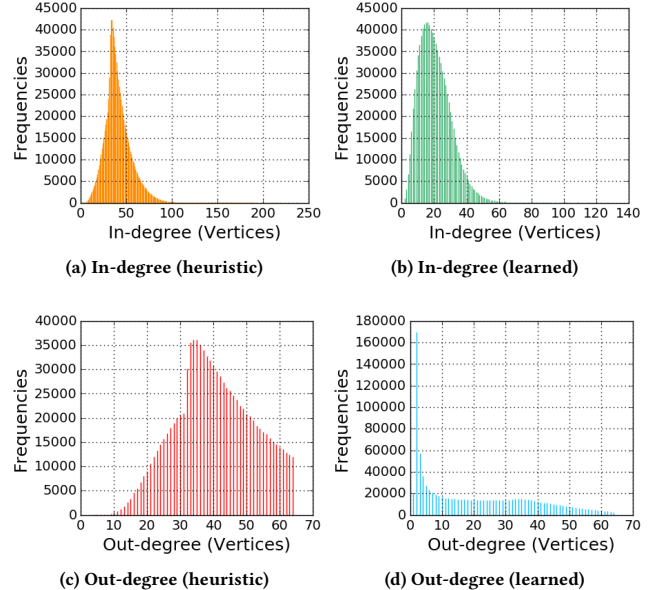 45000
40000
35000
30000
25000
20000
15000
10000
5000
0
Frequencies
0 50 100 150 200 250
In-degree (Vertices)
(a) In-degree (heuristic)
45000
40000
35000
30000
25000
20000
15000
10000
5000
0
Frequencies
0 20 40 60 80 100 120 140
In-degree (Vertices)
(b) In-degree (learned)
40000
35000
30000
25000
20000
15000
10000
5000
0
Frequencies
0 10 20 30 40 50 60 70
Out-degree (Vertices)
(c) Out-degree (heuristic)
180000
160000
140000
120000
100000
80000
60000
40000
20000
0
Frequencies
0 10 20 30 40 50 60 70
Out-degree (Vertices)
(d) Out-degree (learned)